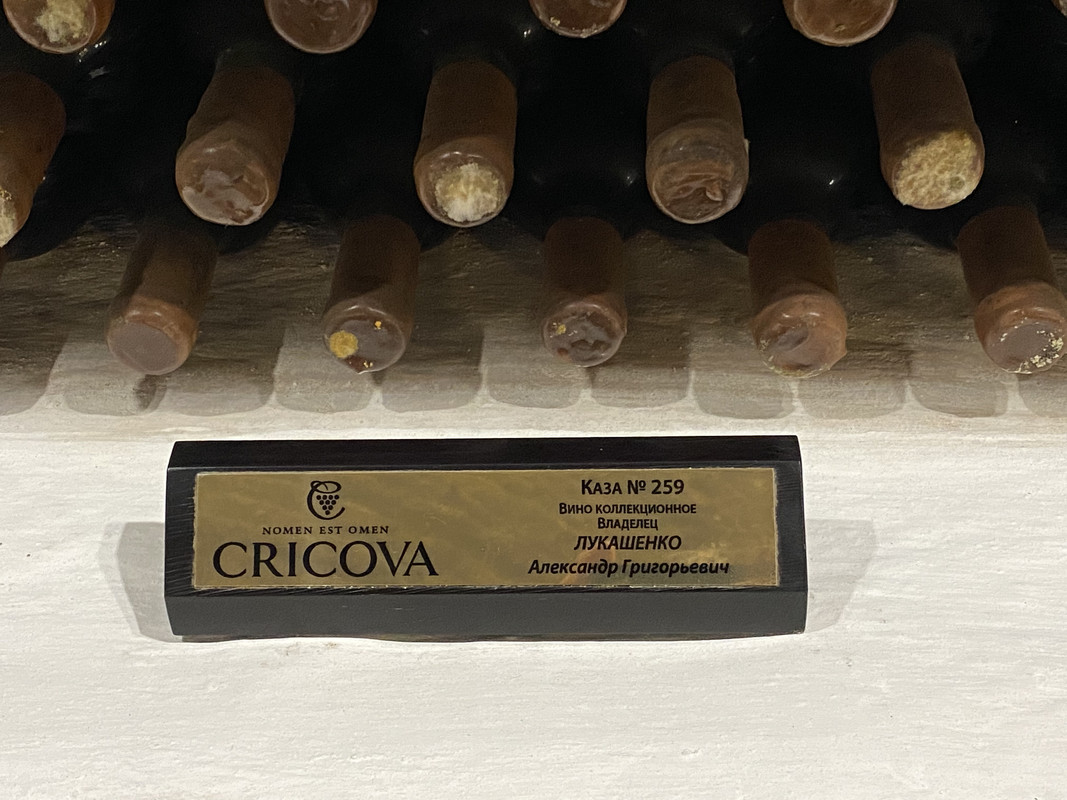 NOMEN EST OMEN
CRICOVA
Каза № 259
Вино коллекционное
Владелец
ЛУКАШЕНКО
Александр Григорьевич